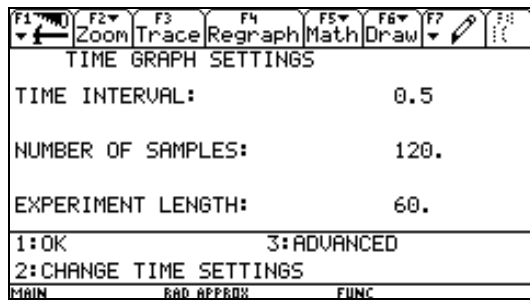 F1 F2 F3 F4 F5 F6 F7
Zoom Trace Regraph Math Draw
TIME GRAPH SETTINGS
TIME INTERVAL: 0.5
NUMBER OF SAMPLES: 120.
EXPERIMENT LENGTH: 60.
1:OK 3:ADVANCED
2:CHANGE TIME SETTINGS
MAIN RAD APPROX FUNC